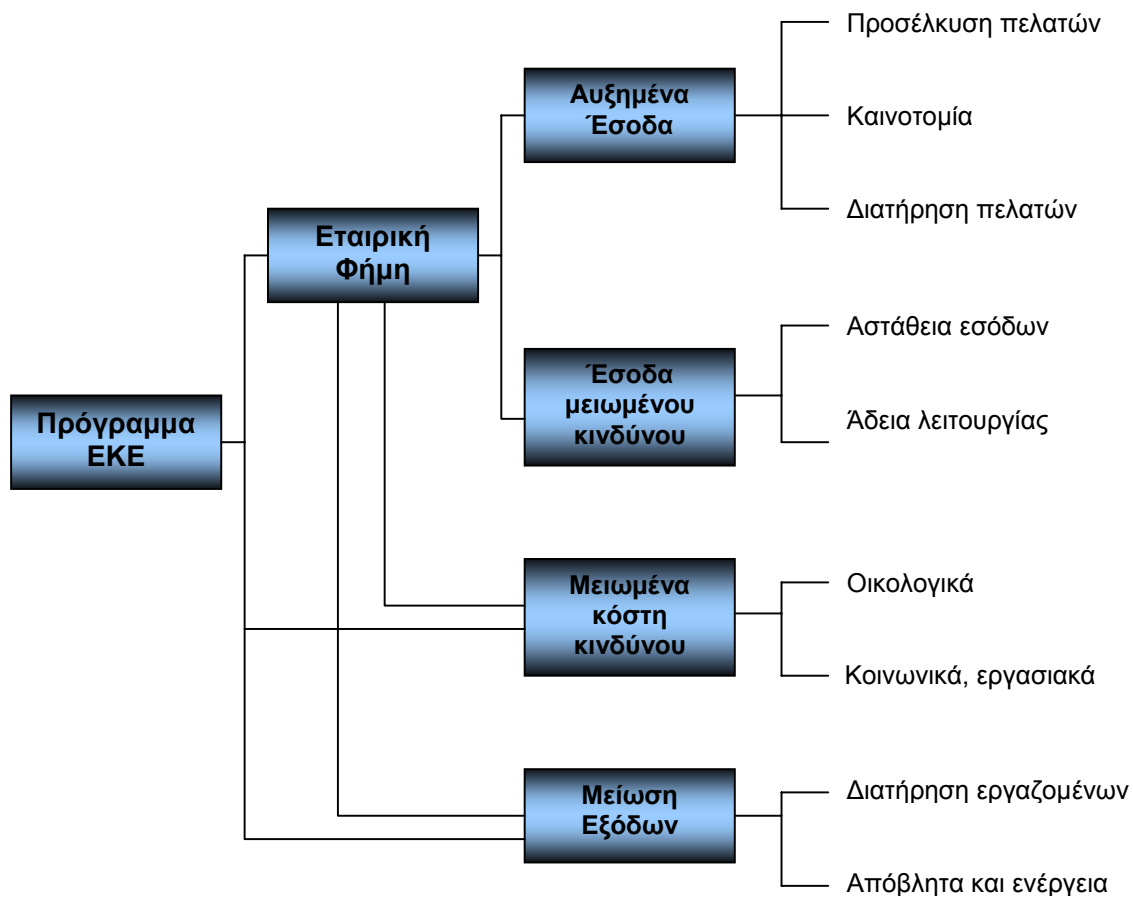 Προσέλκυση πελατών
Αυξημένα
Έσοδα
Καινοτομία
Διατήρηση πελατών
Εταιρική
Φήμη
Αστάθεια εσόδων
Έσοδα
μειωμένου
κινδύνου
Άδεια λειτουργίας
Πρόγραμμα
ΕΚΕ
Οικολογικά
Μειωμένα
κόστη
κινδύνου
Κοινωνικά, εργασιακά
Διατήρηση εργαζομένων
Μείωση
Εξόδων
Απόβλητα και ενέργεια